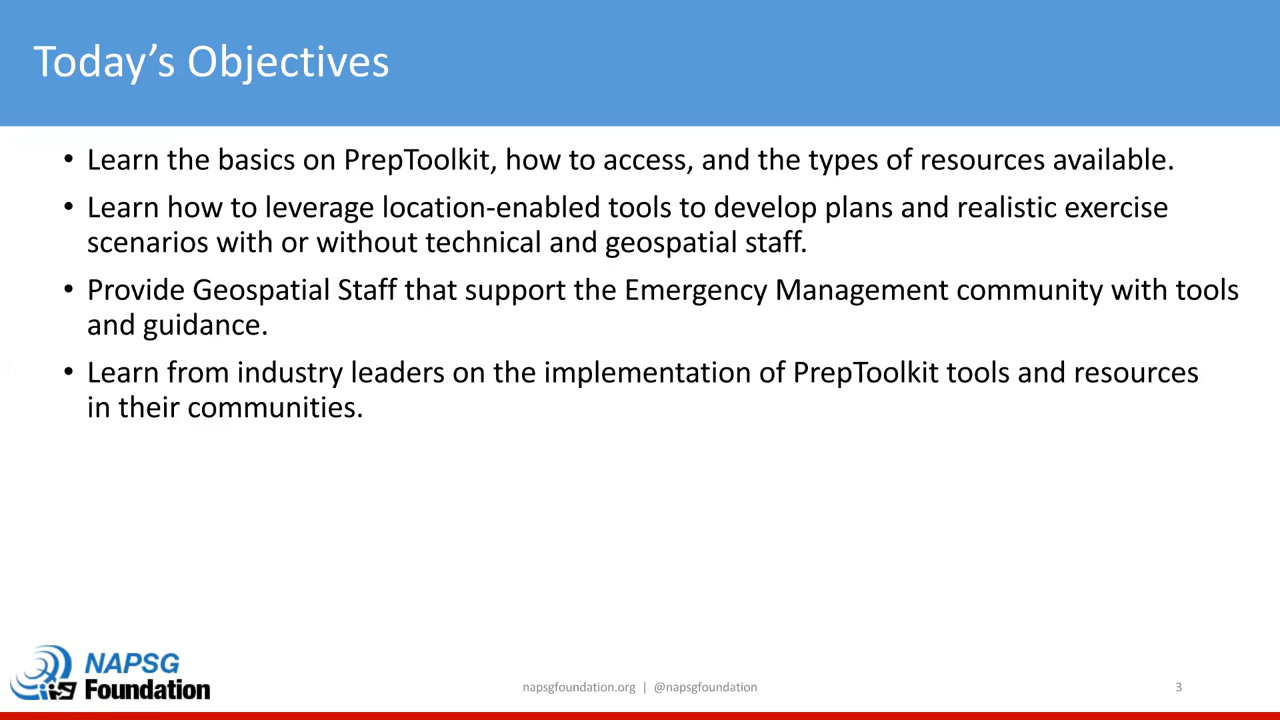 Today’s Objectives
• Learn the basics on PrepToolkit, how to access, and the types of resources available.
• Learn how to leverage location-enabled tools to develop plans and realistic exercise
scenarios with or without technical and geospatial staff.
• Provide Geospatial Staff that support the Emergency Management community with tools
and guidance.
• Learn from industry leaders on the implementation of PrepToolkit tools and resources
in their communities.
NAPSG
Foundation
napsgfoundation.org | @napsgfoundation
3